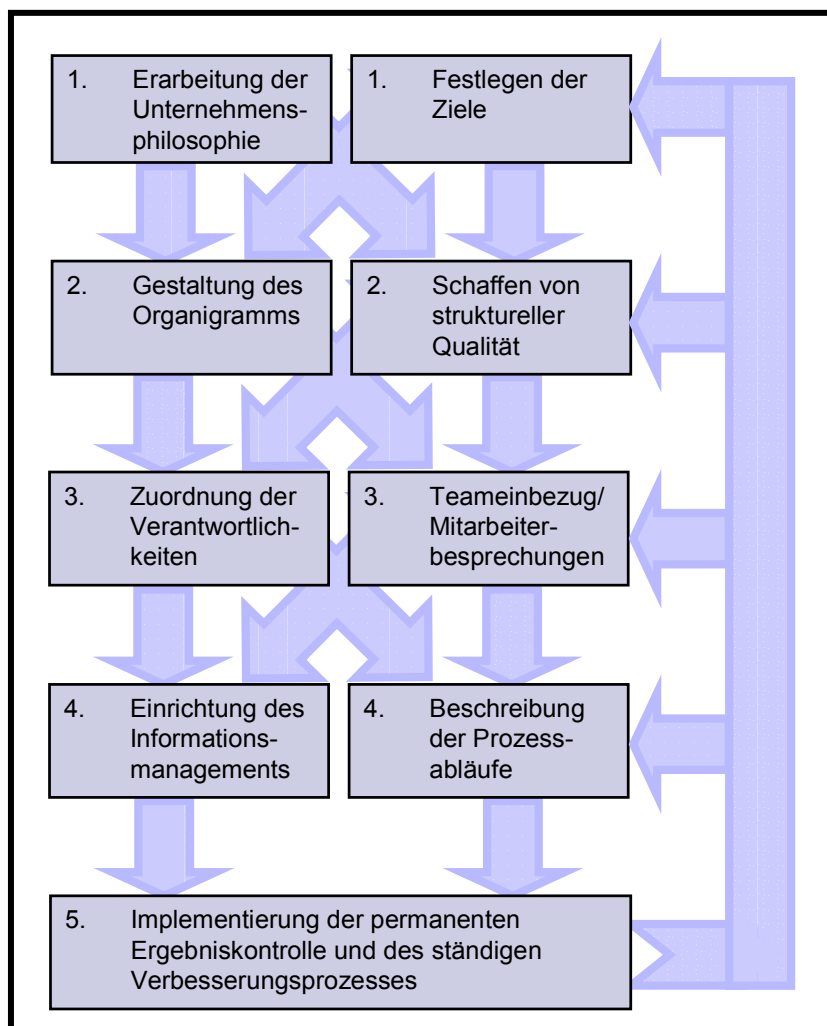 1. Erarbeitung der
Unternehmens-
philosophie
1. Festlegen der
Ziele
2. Gestaltung des
Organigramms
2. Schaffen von
struktureller
Qualität
3. Zuordnung der
Verantwortlich-
keiten
3. Teameinbezug/
Mitarbeiter-
besprechungen
4. Einrichtung des
Informations-
managements
4. Beschreibung
der Prozess-
abläufe
5. Implementierung der permanenten
Ergebniskontrolle und des ständigen
Verbesserungsprozesses